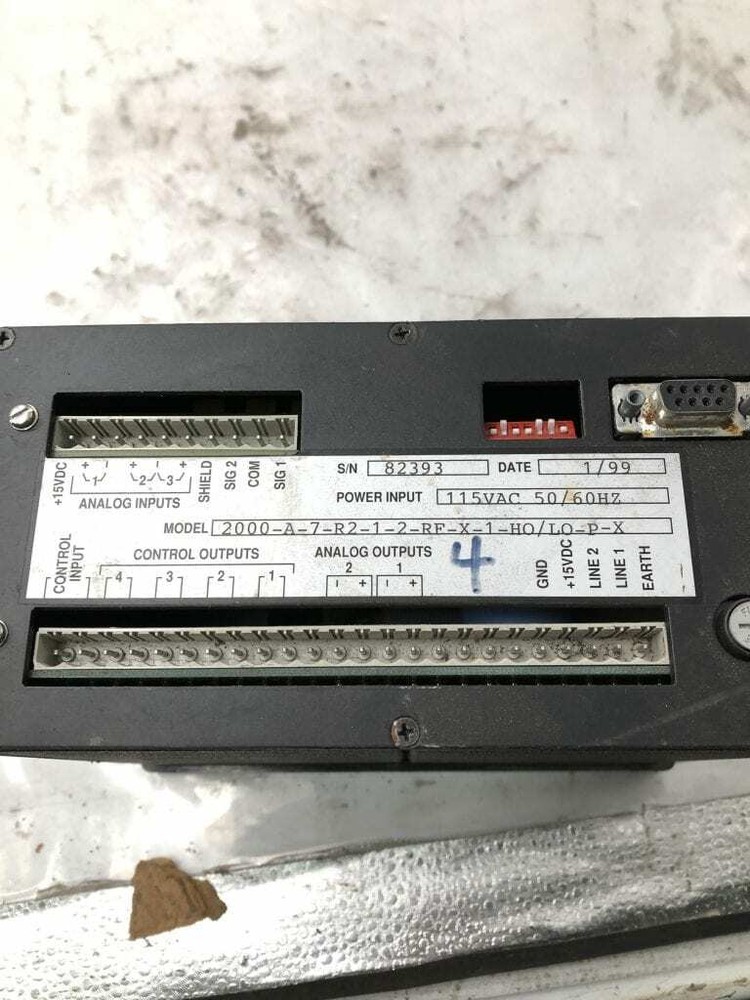 +15VDC + - + - + SHIELD SIG 2 COM SIG 1
1 2 3
ANALOG INPUTS
S/N 82393 DATE 1/99
POWER INPUT 115VAC 50/60HZ
MODEL 2000-A-7-R2-1-2-RF-X-1-HO/LO-P-X
CONTROL INPUT
CONTROL OUTPUTS
4 3 2 1
ANALOG OUTPUTS
2 1
- + - +
4
GND +15VDC LINE 2 LINE 1 EARTH